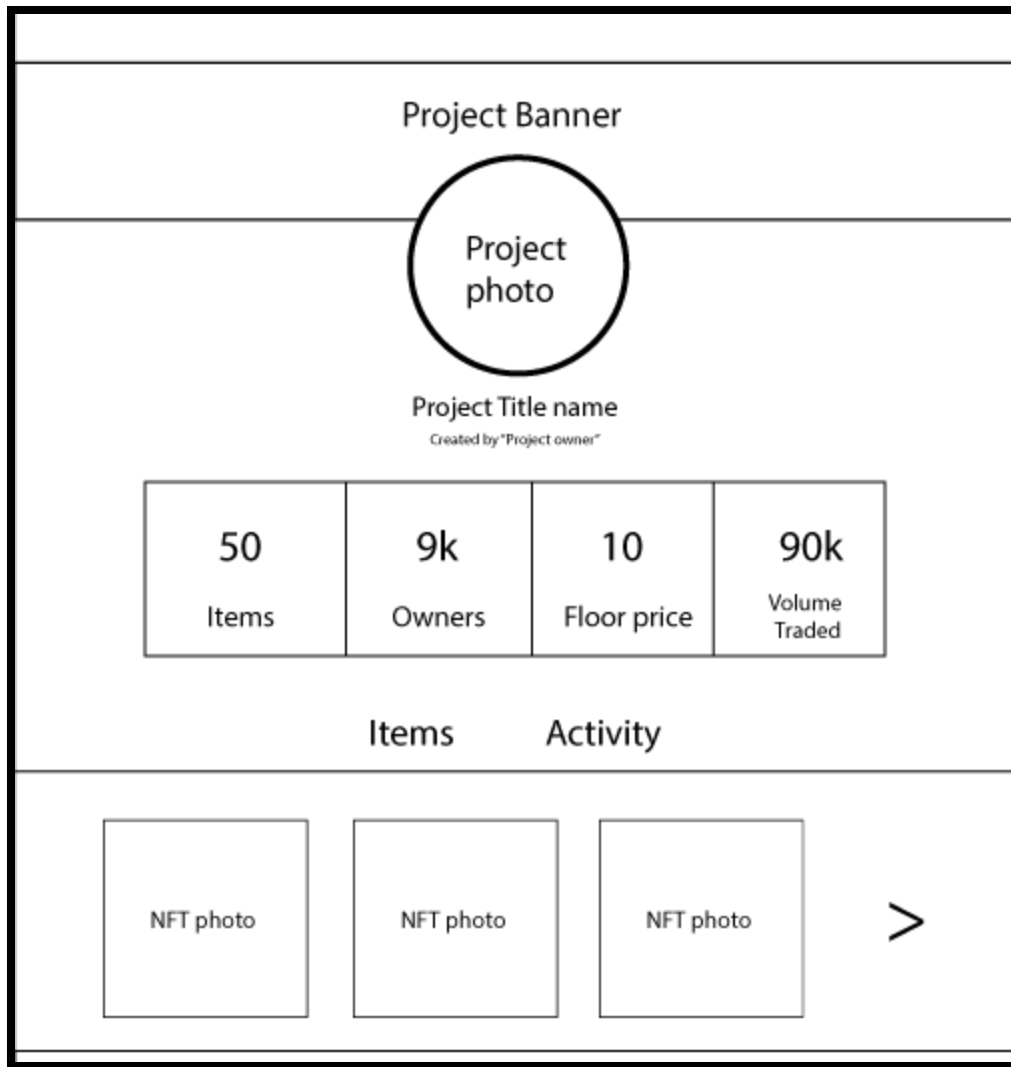 Project Banner
Project
photo
Project Title name
Created by "Project owner"
50
Items
9k
Owners
10
Floor price
90k
Volume
Traded
Items
Activity
NFT photo
NFT photo
NFT photo
>